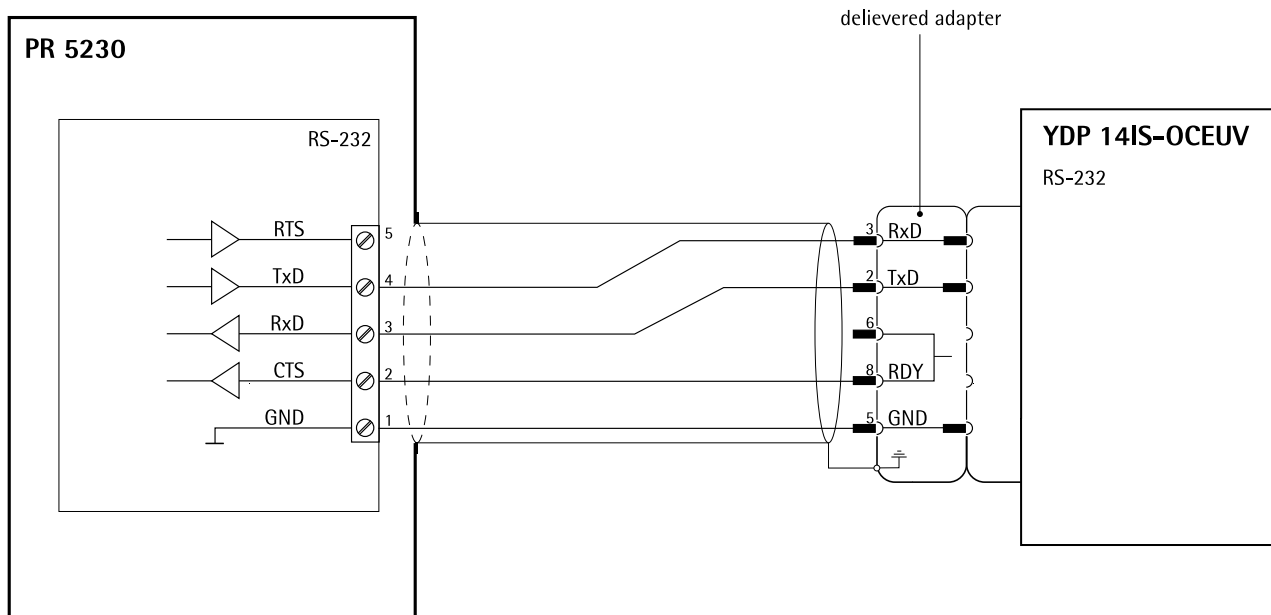 delievered adapter
PR 5230
YDP 14IS-0CEUV
RS-232
RS-232
RTS
5
3
RxD
TxD
4
2
TxD
RxD
3
6
CTS
2
8
RDY
GND
1
5
GND